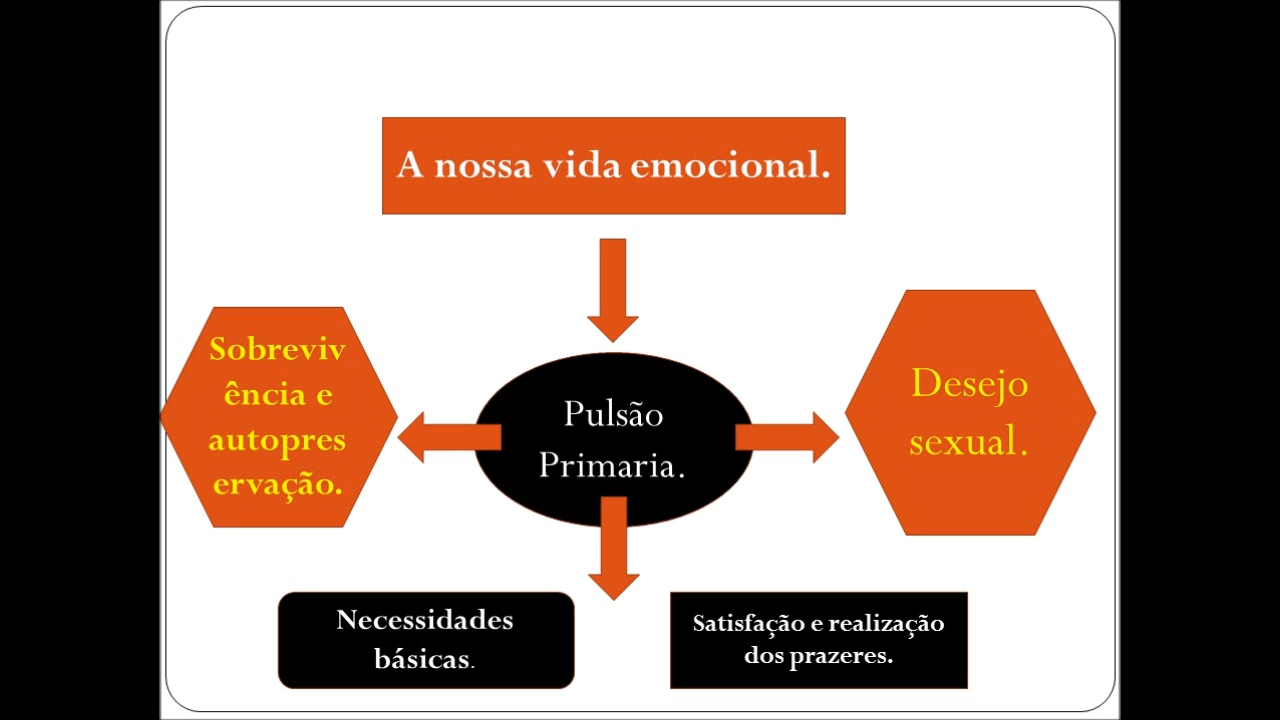 A nossa vida emocional.
Sobreviv
ência e
autopres
ervação.
Pulsão
Primaria.
Desejo
sexual.
Necessidades
básicas.
Satisfação e realização
dos prazeres.